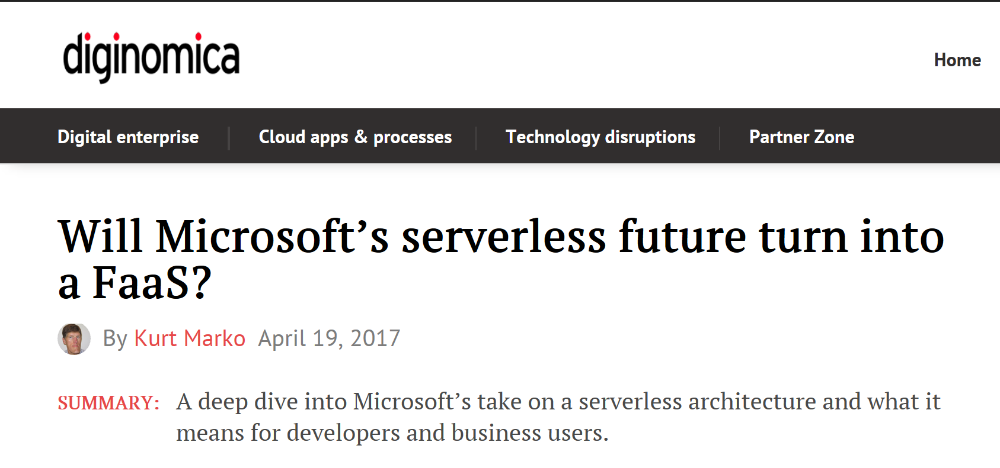 diginomica
Home
Digital enterprise
Cloud apps & processes
Technology disruptions
Partner Zone
Will Microsoft’s serverless future turn into
a FaaS?
By Kurt Marko April 19, 2017
SUMMARY: A deep dive into Microsoft’s take on a serverless architecture and what it
means for developers and business users.